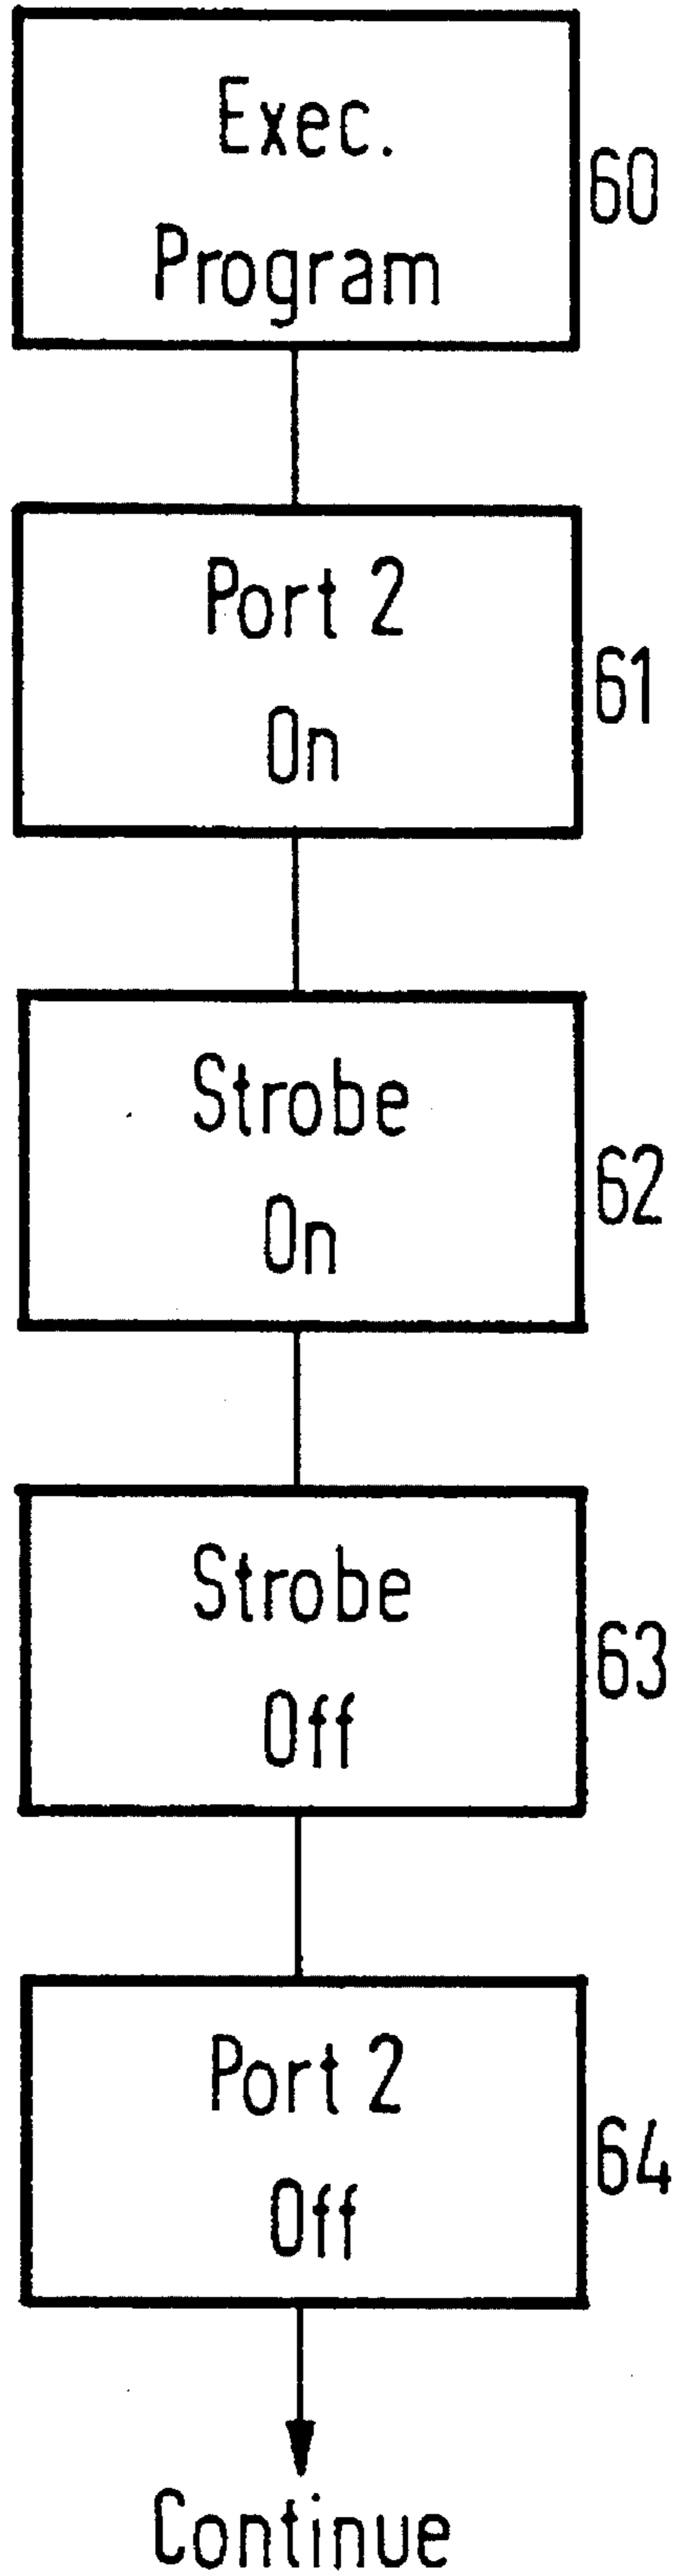 Exec.
Program
60
Port 2
On
61
Strobe
On
62
Strobe
Off
63
Port 2
Off
64
Continue